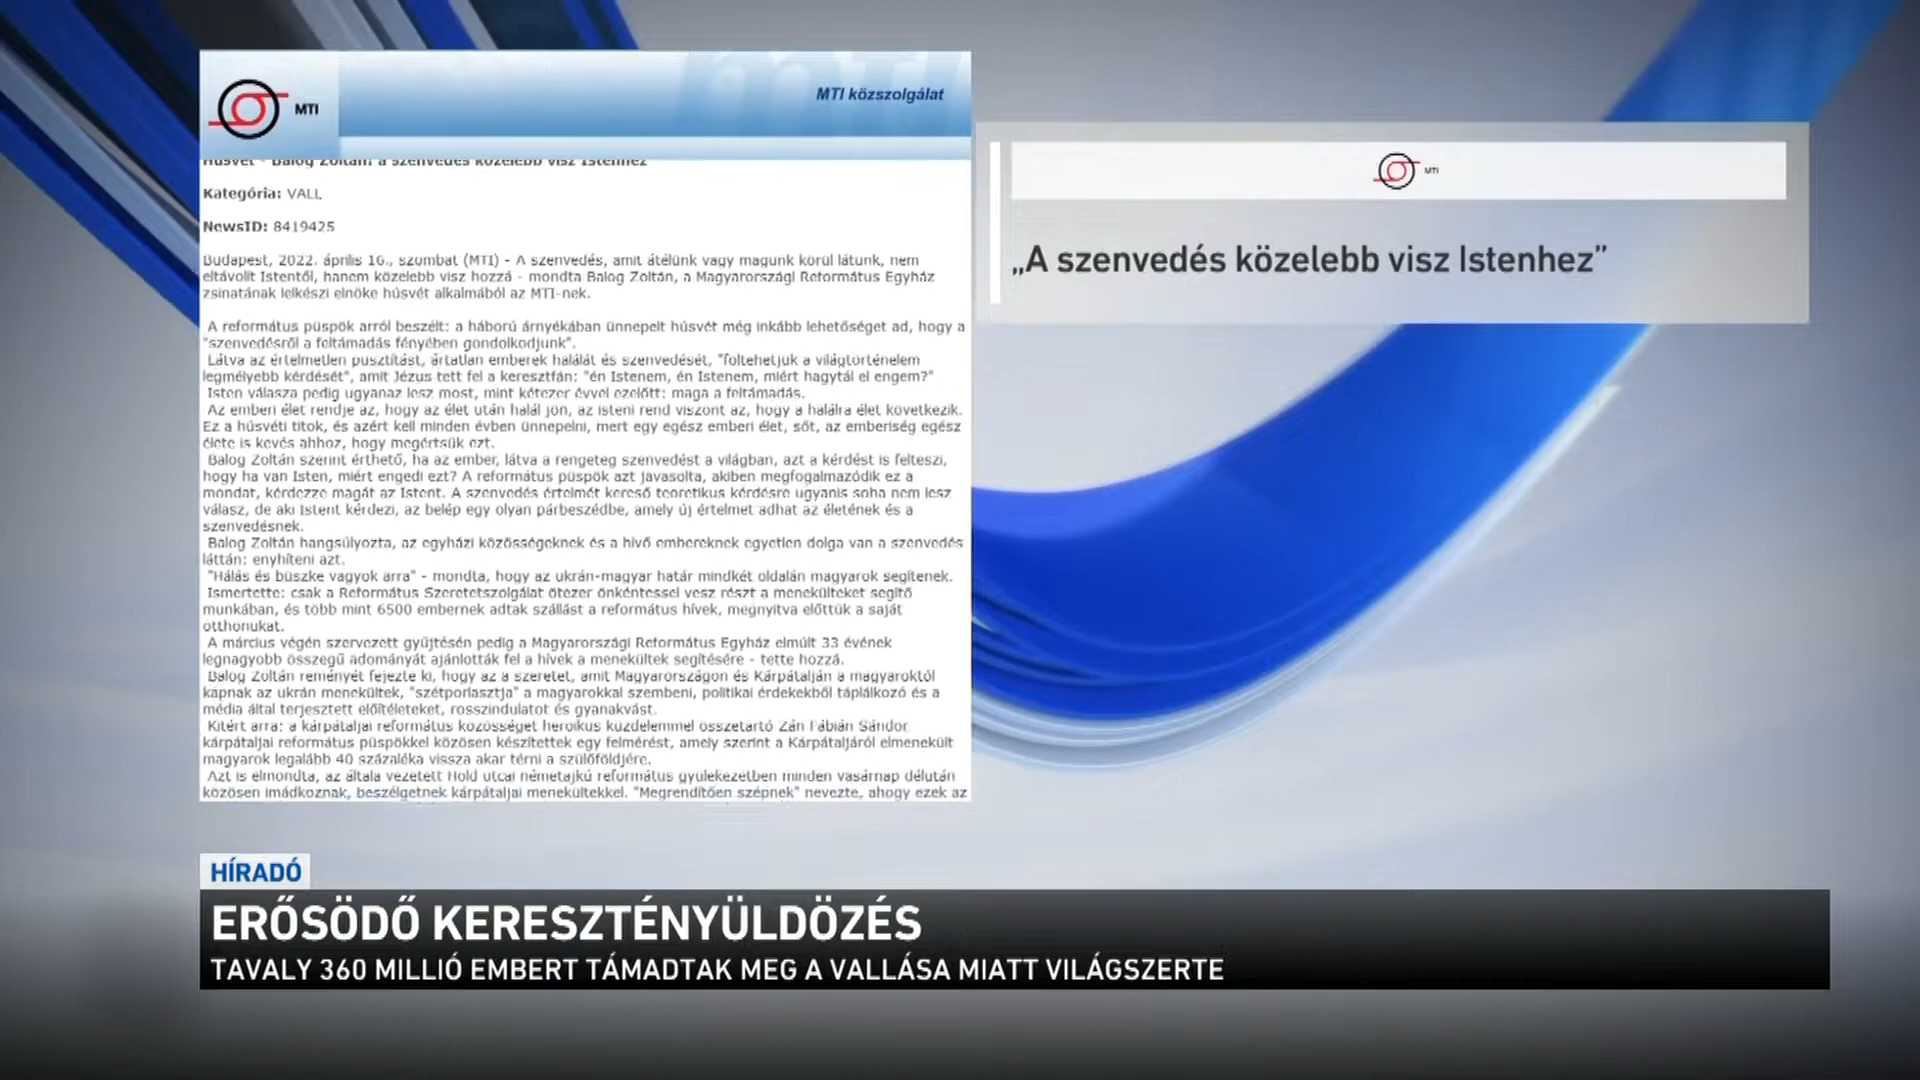 MTI
MTI közszolgálat
Húsvét - Balog Zoltán: a szenvedés közelebb visz Istenhez
Kategória: VALL
NewsID: 8419425
Budapest, 2022. április 16., szombat (MTI) - A szenvedés, amit átélünk vagy magunk körül látunk, nem
eltávolít Istentől, hanem közelebb visz hozzá - mondta Balog Zoltán, a Magyarországi Református Egyház
zsinatának lelkészi elnöke húsvét alkalmából az MTI-nek.
A református püspök arról beszélt: a háború árnyékában ünnepelt húsvét még inkább lehetőséget ad, hogy a
"szenvedésről a feltámadás fényében gondolkodjunk".
Látva az értelmetlen pusztítást, ártatlan emberek halálát és szenvedését, "föltehetjük a világtörténelem
legmélyebb kérdését", amit Jézus tett fel a keresztfán: "én Istenem, én Istenem, miért hagytál el engem?"
Isten válasza pedig ugyanaz lesz most, mint kétezer évvel ezelőtt: maga a feltámadás.
Az emberi élet rendje az, hogy az élet után halál jön, az isteni rend viszont az, hogy a halálra élet következik.
Ez a húsvéti titok, és azért kell minden évben ünnepelni, mert egy egész emberi élet, sőt, az emberiség egész
élete is kevés ahhoz, hogy megértsük ezt.
Balog Zoltán szerint érthető, ha az ember, látva a rengeteg szenvedést a világban, azt a kérdést is felteszi,
hogy ha van Isten, miért engedi ezt? A református püspök azt javasolta, akiben megfogalmazódik ez a
mondat, kérdezze magát az Istent. A szenvedés értelmét kereső teoretikus kérdésre ugyanis soha nem lesz
válasz, de aki Istent kérdezi, az belép egy olyan párbeszédbe, amely új értelmet adhat az életének és a
szenvedésnek.
Balog Zoltán hangsúlyozta, az egyházi közösségeknek és a hívő embereknek egyetlen dolga van a szenvedés
láttán: enyhíteni azt.
"Hálás és büszke vagyok arra" - mondta, hogy az ukrán-magyar határ mindkét oldalán magyarok segítenek.
Ismertette: csak a Református Szeretetszolgálat ötezer önkéntessel vesz részt a menekülteket segítő
munkában, és több mint 6500 embernek adtak szállást a református hívek, megnyitva előttük a saját
otthonukat.
A március végén szervezett gyűjtésén pedig a Magyarországi Református Egyház elmúlt 33 évének
legnagyobb összegű adományát ajánlották fel a hívek a menekültek segítésére - tette hozzá.
Balog Zoltán reményét fejezte ki, hogy az a szeretet, amit Magyarországon és Kárpátalján a magyaroktól
kapnak az ukrán menekültek, "szétporlasztja" a magyarokkal szembeni, politikai érdekekből táplálkozó és a
média által terjesztett előítéleteket, rosszindulatot és gyanakvást.
Kitért arra: a kárpátaljai református közösséget heroikus küzdelemmel összetartó Zán Fábián Sándor
kárpátaljai református püspökkel közösen készítettek egy felmérést, amely szerint a Kárpátaljáról elmenekült
magyarok legalább 40 százaléka vissza akar térni a szülőföldjére.
Azt is elmondta, az általa vezetett Hold utcai németajkú református gyülekezetben minden vasárnap délután
közösen imádkoznak, beszélgetnek kárpátaljai menekültekkel. "Megrendítően szépnek" nevezte, ahogy ezek az
MTI
„A szenvedés közelebb visz Istenhez”
HÍRADÓ
ERŐSÖDŐ KERESZTÉNYÜLDÖZÉS
TAVALY 360 MILLIÓ EMBERT TÁMADTAK MEG A VALLÁSA MIATT VILÁGSZERTE